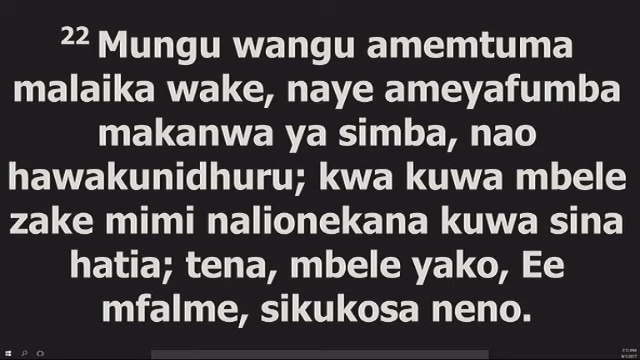 22 Mungu wangu amemtuma
malaika wake, naye ameyafumba
makanwa ya simba, nao
hawakunidhuru; kwa kuwa mbele
zake mimi nalionekana kuwa sina
hatia; tena, mbele yako, Ee
mfalme, sikukosa neno.